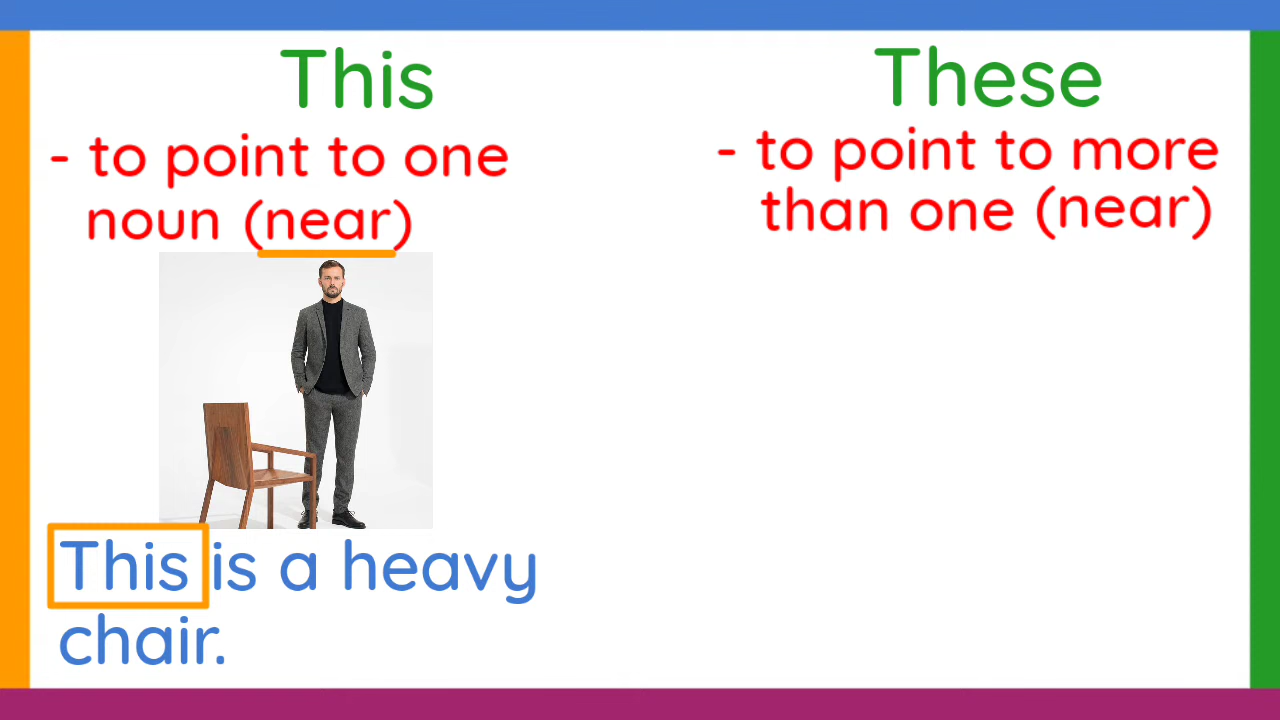 This
- to point to one
noun (near)
This is a heavy
chair.
These
- to point to more
than one (near)